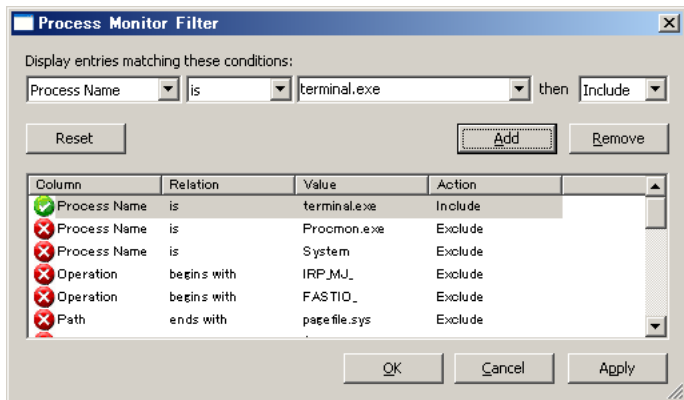 Process Monitor Filter
Display entries matching these conditions:
Process Name is terminal.exe then Include
Reset Add Remove
Column Relation Value Action
Process Name is terminal.exe Include
Process Name is Procmon.exe Exclude
Process Name is System Exclude
Operation begins with IRP_MJ_ Exclude
Operation begins with FASTIO_ Exclude
Path ends with pagefile.sys Exclude
OK Cancel Apply